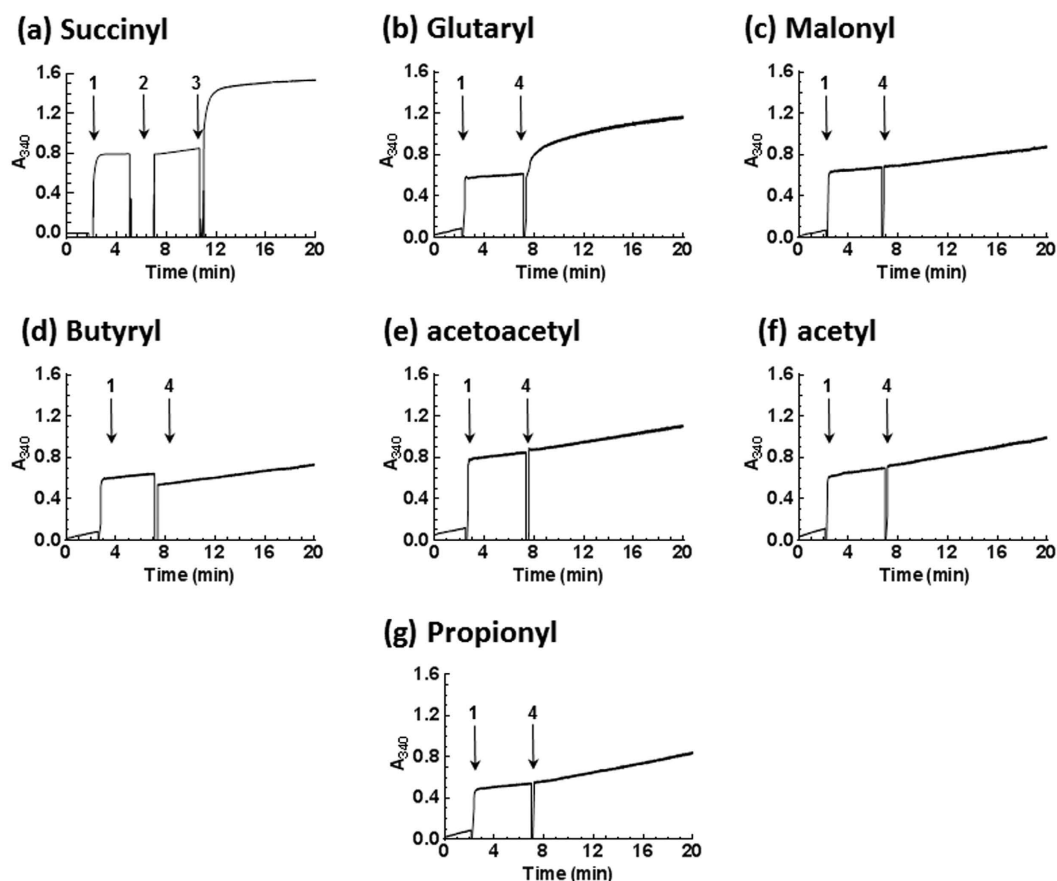 (a) Succinyl
1.6
1.2
0.8
0.4
0.0
A340
1 2 3
0 4 8 12 16 20
Time (min)
(b) Glutaryl
1.6
1.2
0.8
0.4
0.0
A340
1 4
0 4 8 12 16 20
Time (min)
(c) Malonyl
1.6
1.2
0.8
0.4
0.0
A340
1 4
0 4 8 12 16 20
Time (min)
(d) Butyryl
1.6
1.2
0.8
0.4
0.0
A340
1 4
0 4 8 12 16 20
Time (min)
(e) acetoacetyl
1.6
1.2
0.8
0.4
0.0
A340
1 4
0 4 8 12 16 20
Time (min)
(f) acetyl
1.6
1.2
0.8
0.4
0.0
A340
1 4
0 4 8 12 16 20
Time (min)
(g) Propionyl
1.6
1.2
0.8
0.4
0.0
A340
1 4
0 4 8 12 16 20
Time (min)